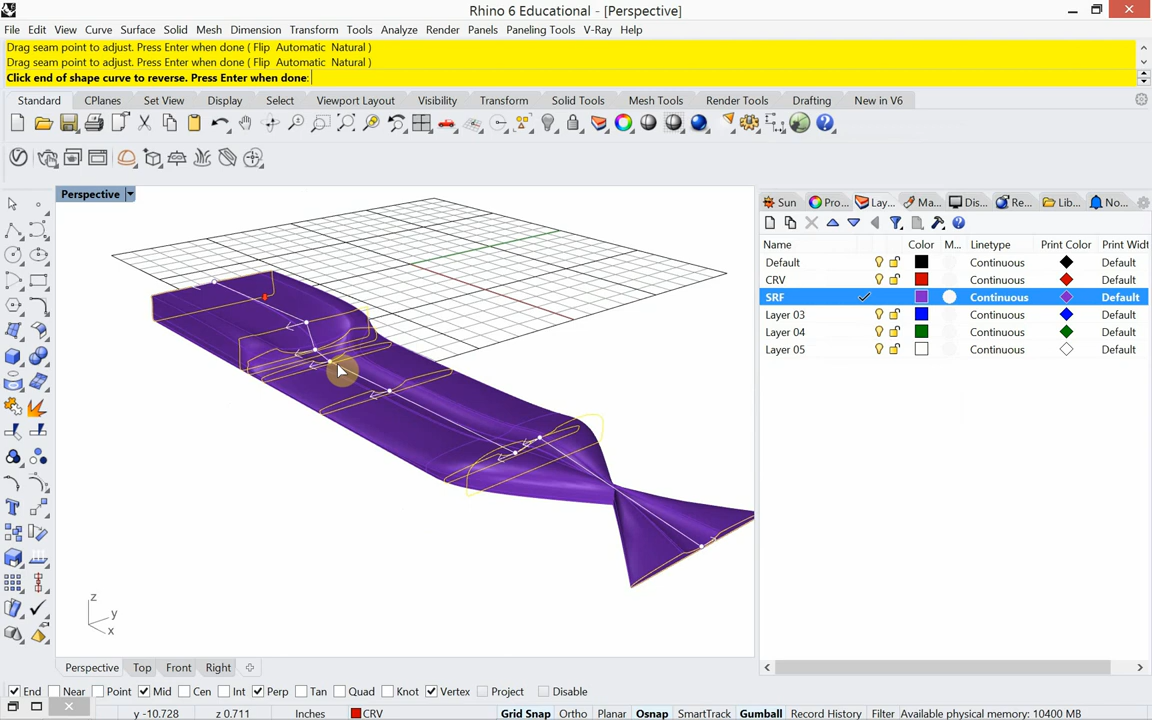 Rhino 6 Educational - [Perspective]
File Edit View Curve Surface Solid Mesh Dimension Transform Tools Analyze Render Panels Paneling Tools V-Ray Help
Drag seam point to adjust. Press Enter when done ( Flip Automatic Natural )
Drag seam point to adjust. Press Enter when done ( Flip Automatic Natural )
Click end of shape curve to reverse. Press Enter when done:
Standard CPlanes Set View Display Select Viewport Layout Visibility Transform Curve Tools Solid Tools Mesh Tools Render Tools Drafting New in V6
Perspective
Sun Pro... Lay... Ma... Dis... Re... Lib... No...
Name Color M... Linetype Print Color Print Widt
Default Continuous Default
CRV Continuous Default
SRF Continuous Default
Layer 03 Continuous Default
Layer 04 Continuous Default
Layer 05 Continuous Default
z
y
x
Perspective Top Front Right
End Near Point Mid Cen Int Perp Tan Quad Knot Vertex Project Disable
y -10.728 z 0.711 Inches CRV Grid Snap Ortho Planar Osnap SmartTrack Gumball Record History Filter Available physical memory: 10400 MB